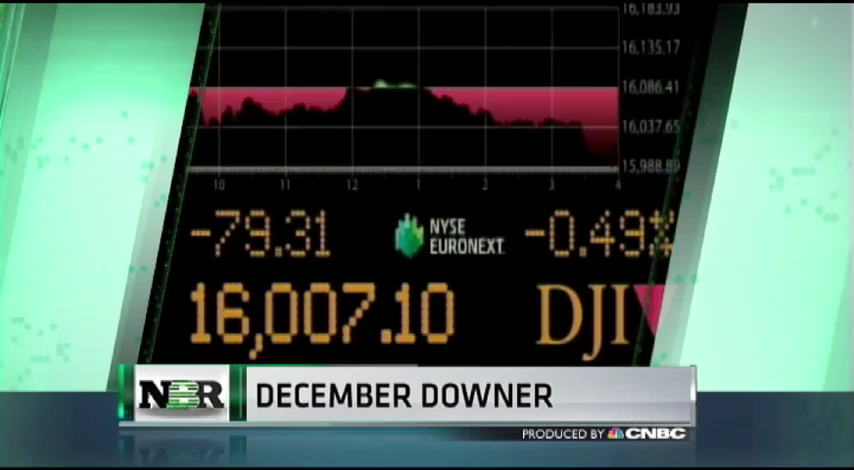 16,183.93
16,135.17
16,086.41
16,037.65
15,988.89
10 11 12 1 2 3 4
-79.31
NYSE
EURONEXT
-0.49%
16,007.10
DJI
NBR
DECEMBER DOWNER
PRODUCED BY CNBC